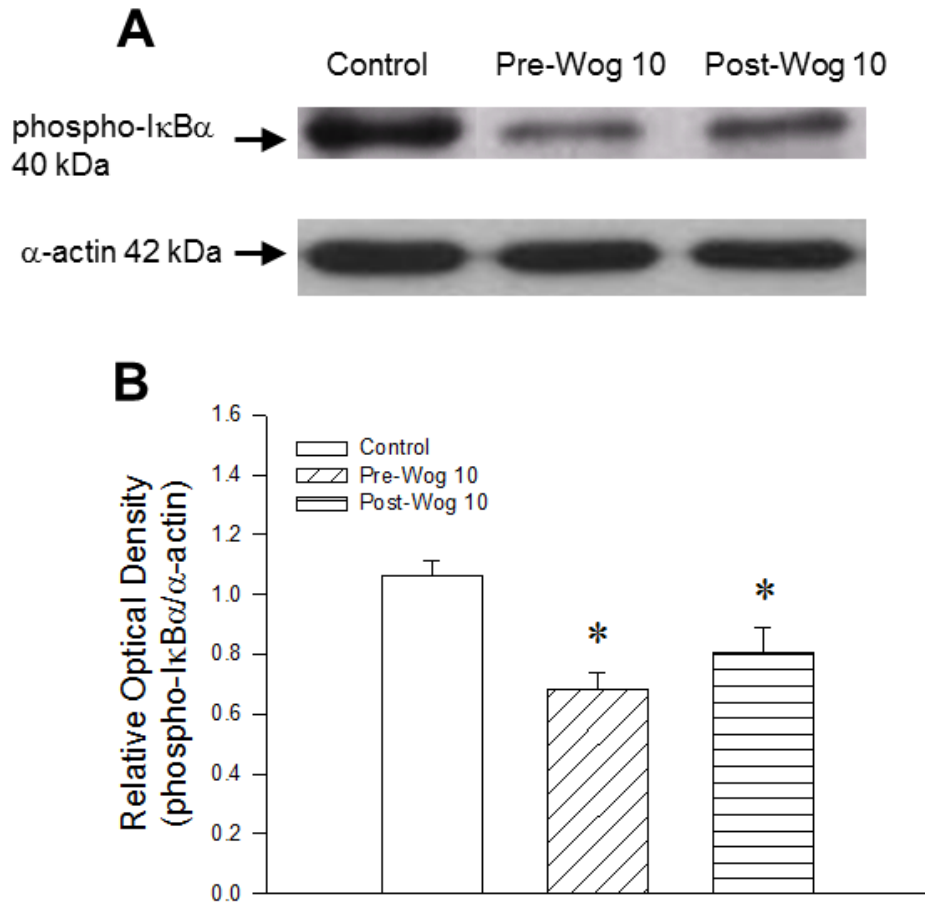 A
Control Pre-Wog 10 Post-Wog 10
phospho-IκBα
40 kDa
α-actin 42 kDa
B
Relative Optical Density
(phospho-IκBα/α-actin)
1.6
1.4
1.2
1.0
0.8
0.6
0.4
0.2
0.0
Control
Pre-Wog 10
Post-Wog 10
*
*